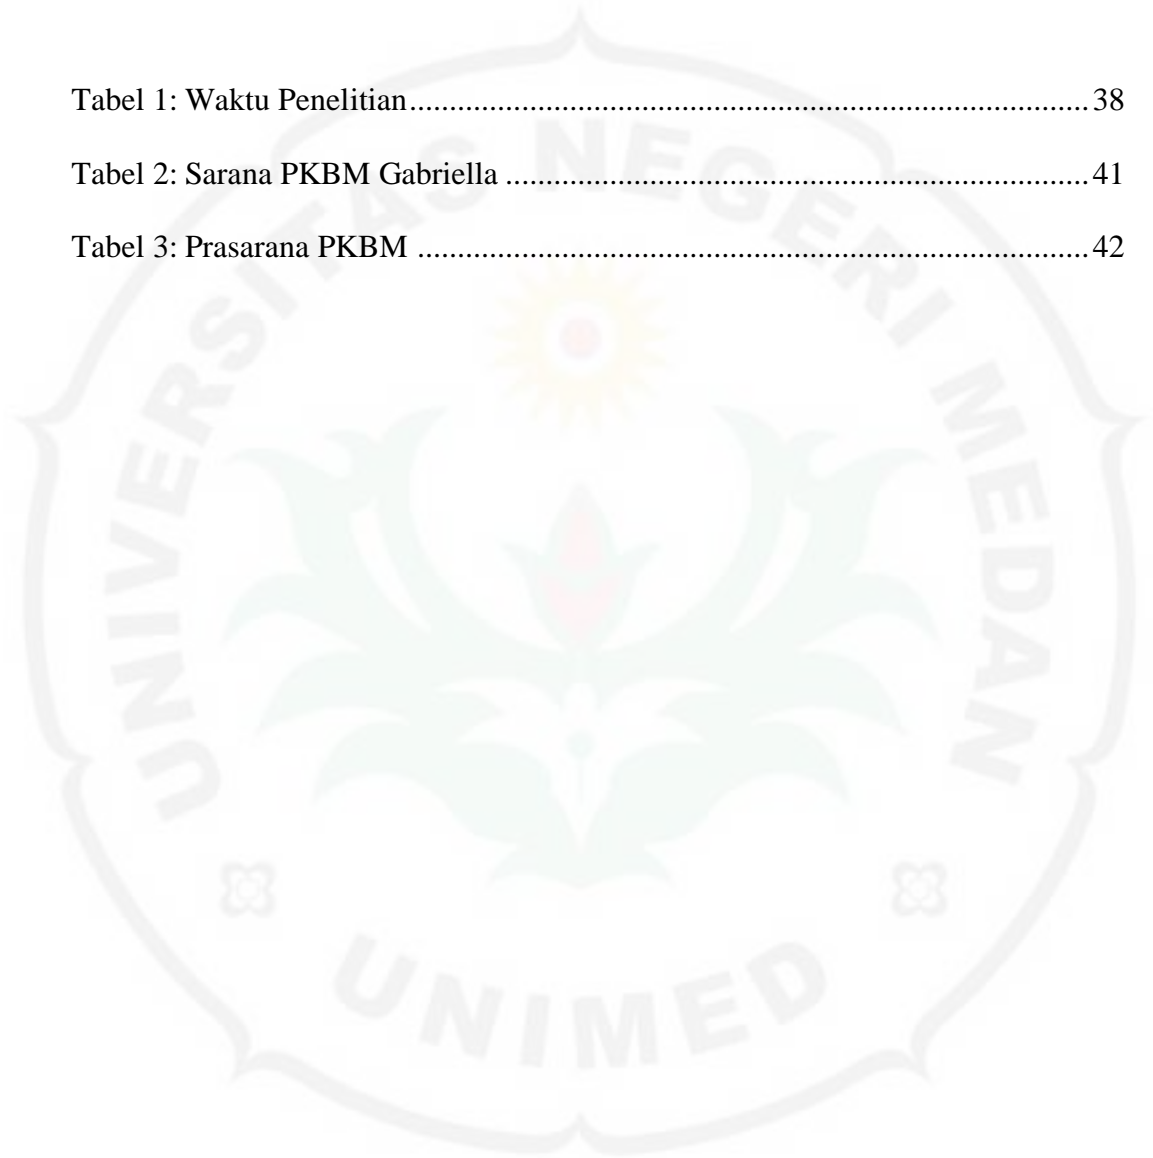 Tabel 1: Waktu Penelitian.....................................................................................38
Tabel 2: Sarana PKBM Gabriella .........................................................................41
Tabel 3: Prasarana PKBM ....................................................................................42
UNIVERSITAS NEGERI MEDAN
UNIMED